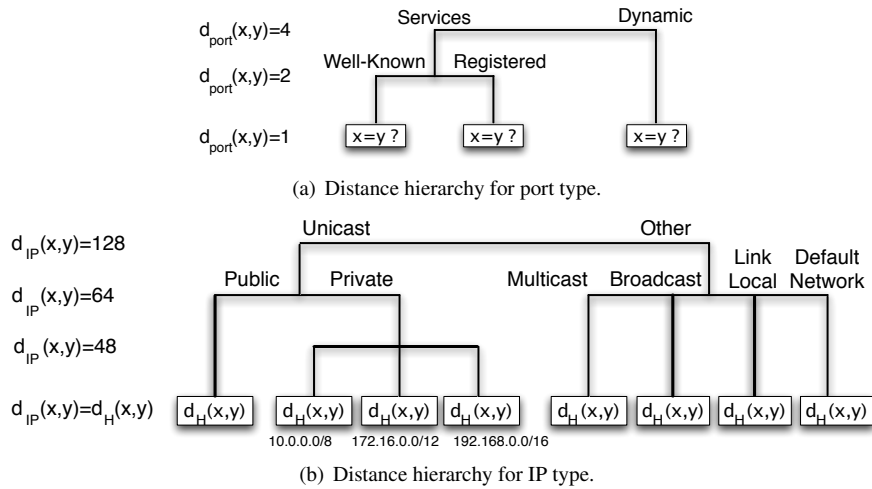 Services Dynamic
d_port(x,y)=4
Well-Known Registered
d_port(x,y)=2
d_port(x,y)=1 x=y ? x=y ? x=y ?
(a) Distance hierarchy for port type.
Unicast Other
d_IP(x,y)=128
Public Private Multicast Broadcast Link Local Default Network
d_IP(x,y)=64
d_IP(x,y)=48
d_IP(x,y)=d_H(x,y) d_H(x,y) d_H(x,y) d_H(x,y) d_H(x,y) d_H(x,y) d_H(x,y) d_H(x,y) d_H(x,y)
10.0.0.0/8 172.16.0.0/12 192.168.0.0/16
(b) Distance hierarchy for IP type.